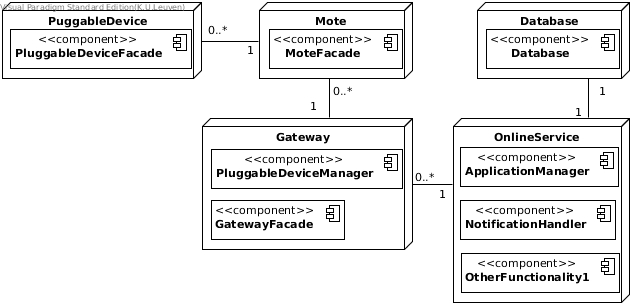 Visual Paradigm Standard Edition(K.U.Leuven)
PuggableDevice
<<component>>
PluggableDeviceFacade
0..*
1
Mote
<<component>>
MoteFacade
Database
<<component>>
Database
0..*
1
1
1
Gateway
<<component>>
PluggableDeviceManager
<<component>>
GatewayFacade
0..*
1
OnlineService
<<component>>
ApplicationManager
<<component>>
NotificationHandler
<<component>>
OtherFunctionality1